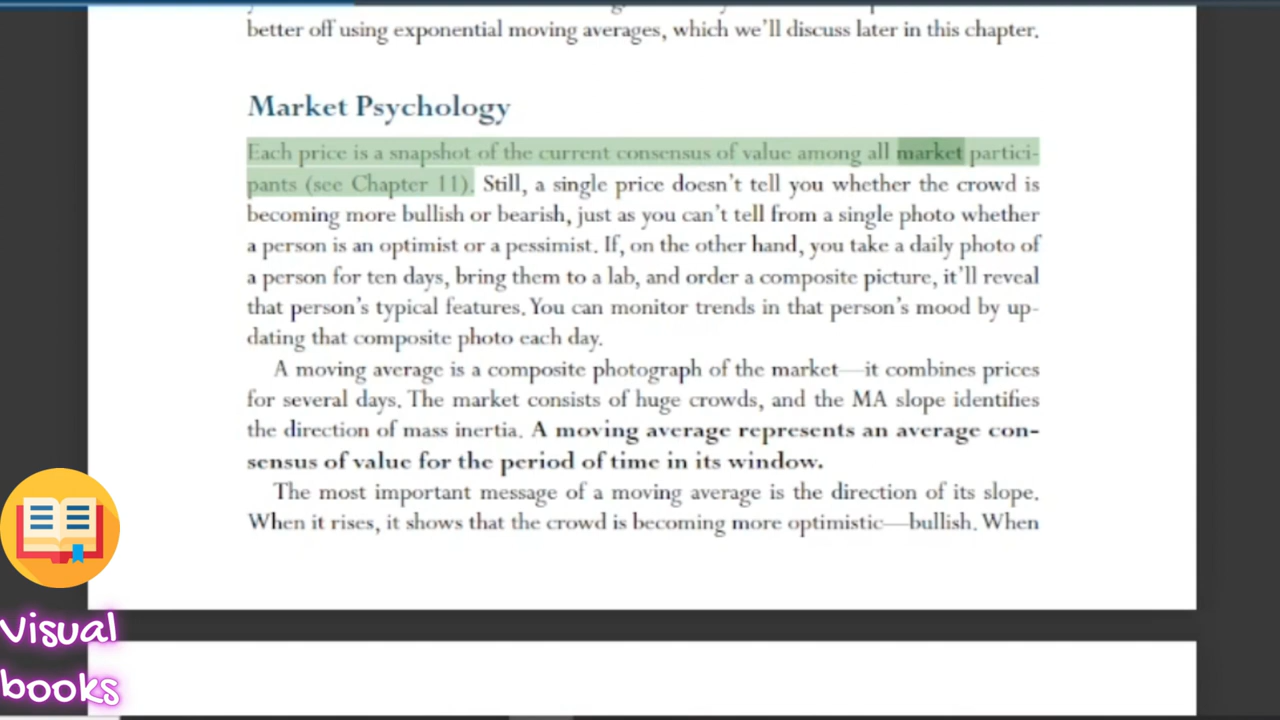 better off using exponential moving averages, which we'll discuss later in this chapter.
Market Psychology
Each price is a snapshot of the current consensus of value among all market partici-
pants (see Chapter 11). Still, a single price doesn't tell you whether the crowd is
becoming more bullish or bearish, just as you can't tell from a single photo whether
a person is an optimist or a pessimist. If, on the other hand, you take a daily photo of
a person for ten days, bring them to a lab, and order a composite picture, it'll reveal
that person's typical features. You can monitor trends in that person's mood by up-
dating that composite photo each day.
A moving average is a composite photograph of the market—it combines prices
for several days. The market consists of huge crowds, and the MA slope identifies
the direction of mass inertia. A moving average represents an average con-
sensus of value for the period of time in its window.
The most important message of a moving average is the direction of its slope.
When it rises, it shows that the crowd is becoming more optimistic—bullish. When
Visual
books